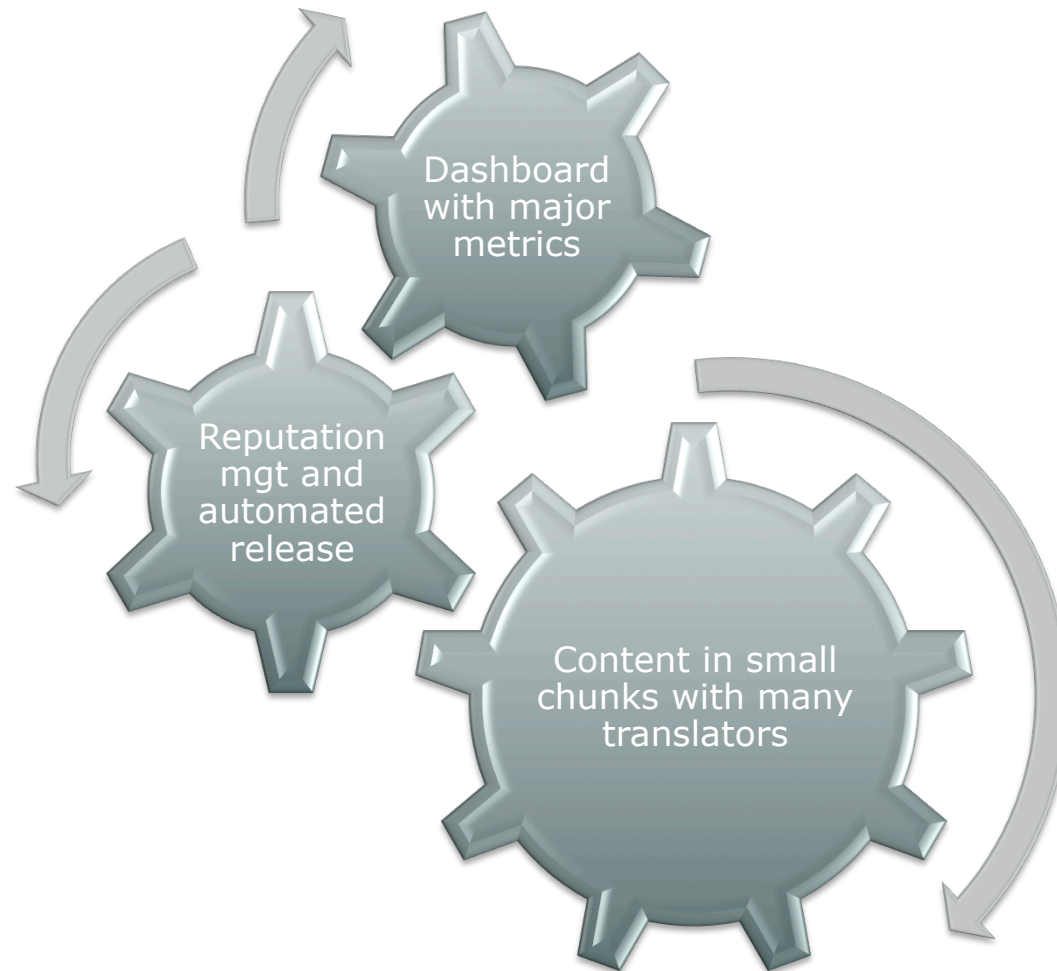 Dashboard
with major
metrics
Reputation
mgt and
automated
release
Content in small
chunks with many
translators